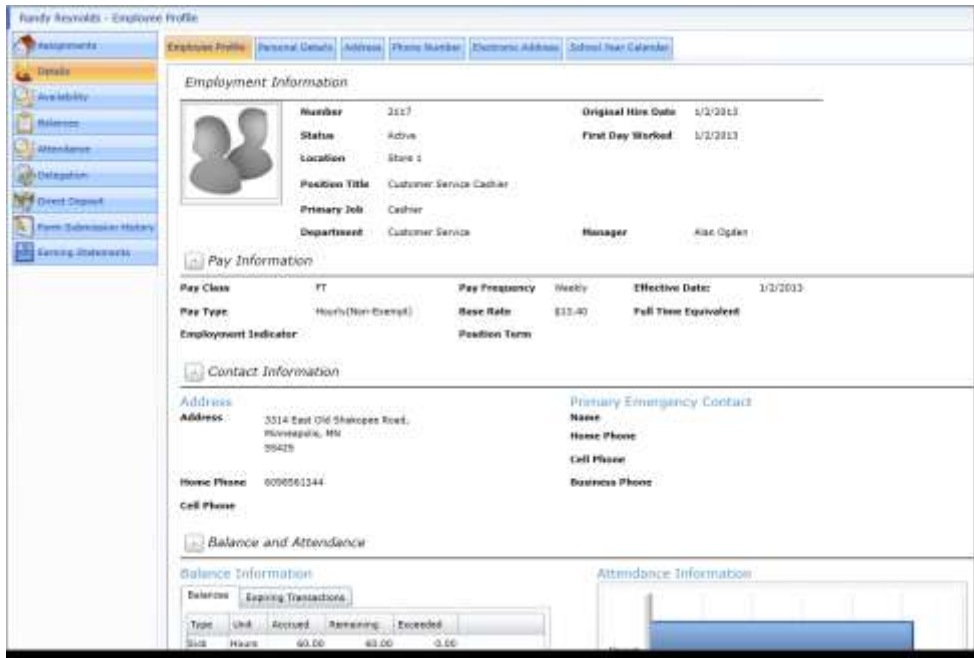 Randy Reynolds - Employee Profile
Assignments
Details
Availability
Balances
Attendance
Delegation
Direct Deposit
Form Submission History
Earning Statements
Employee Profile Personal Details Address Phone Number Electronic Address School Year Calendar
Employment Information
Number 2117 Original Hire Date 1/2/2013
Status Active First Day Worked 1/2/2013
Location Store 1
Position Title Customer Service Cashier
Primary Job Cashier
Department Customer Service Manager Alan Ogden
Pay Information
Pay Class FT Pay Frequency Weekly Effective Date: 1/2/2013
Pay Type Hourly(Non-Exempt) Base Rate Full Time Equivalent
Employment Indicator Position Term
Contact Information
Address Primary Emergency Contact
Address 3314 East Old Shakopee Road, Name
Minneapolis, MN
Home Phone
Cell Phone
Home Phone Business Phone
Cell Phone
Balance and Attendance
Balance Information Attendance Information
Balances Expiring Transactions
Type Unit Accrued Remaining Exceeded
Sick Hours 60.00 60.00 0.00